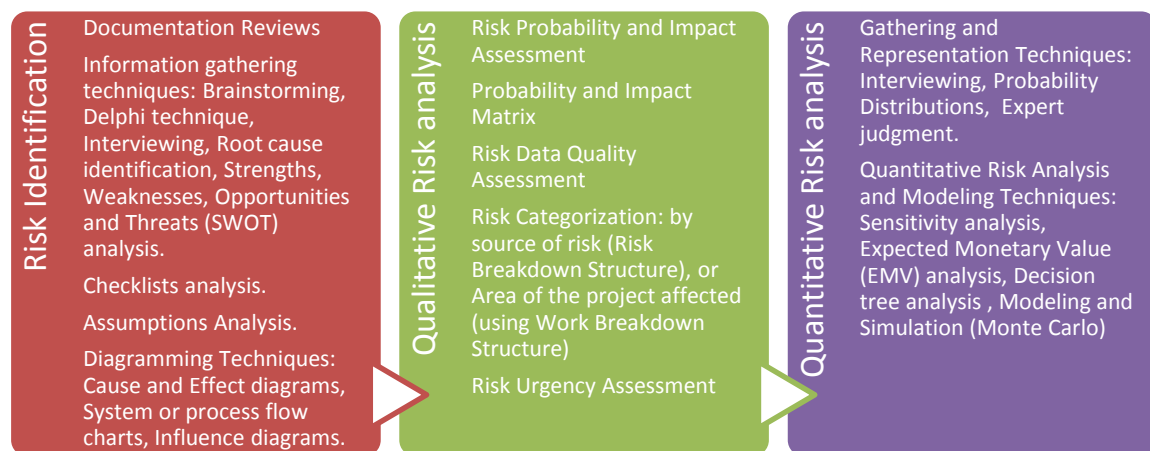 Risk Identification
Documentation Reviews
Information gathering
techniques: Brainstorming,
Delphi technique,
Interviewing, Root cause
identification, Strengths,
Weaknesses, Opportunities
and Threats (SWOT)
analysis.
Checklists analysis.
Assumptions Analysis.
Diagramming Techniques:
Cause and Effect diagrams,
System or process flow
charts, Influence diagrams.
Qualitative Risk analysis
Risk Probability and Impact
Assessment
Probability and Impact
Matrix
Risk Data Quality
Assessment
Risk Categorization: by
source of risk (Risk
Breakdown Structure), or
Area of the project affected
(using Work Breakdown
Structure)
Risk Urgency Assessment
Quantitative Risk analysis
Gathering and
Representation Techniques:
Interviewing, Probability
Distributions, Expert
judgment.
Quantitative Risk Analysis
and Modeling Techniques:
Sensitivity analysis,
Expected Monetary Value
(EMV) analysis, Decision
tree analysis , Modeling and
Simulation (Monte Carlo)